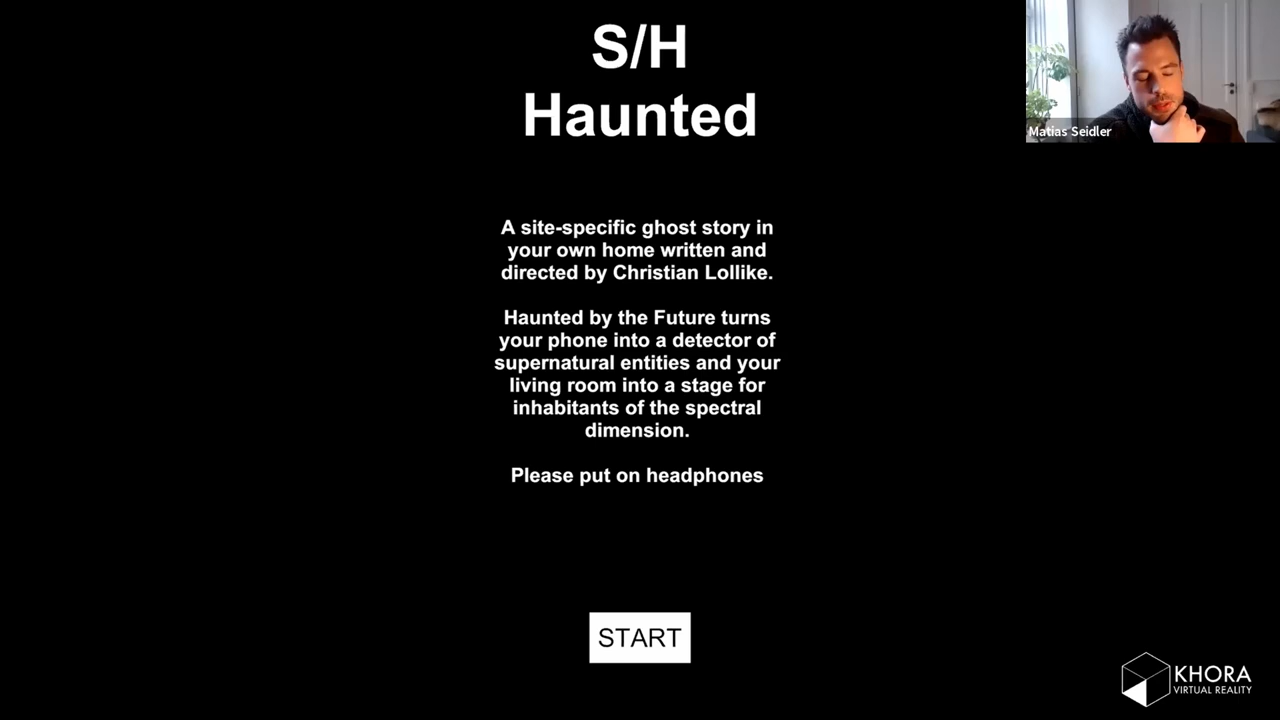 S/H
Haunted
Matias Seidler
A site-specific ghost story in
your own home written and
directed by Christian Lollike.
Haunted by the Future turns
your phone into a detector of
supernatural entities and your
living room into a stage for
inhabitants of the spectral
dimension.
Please put on headphones
START
KHORA
VIRTUAL REALITY